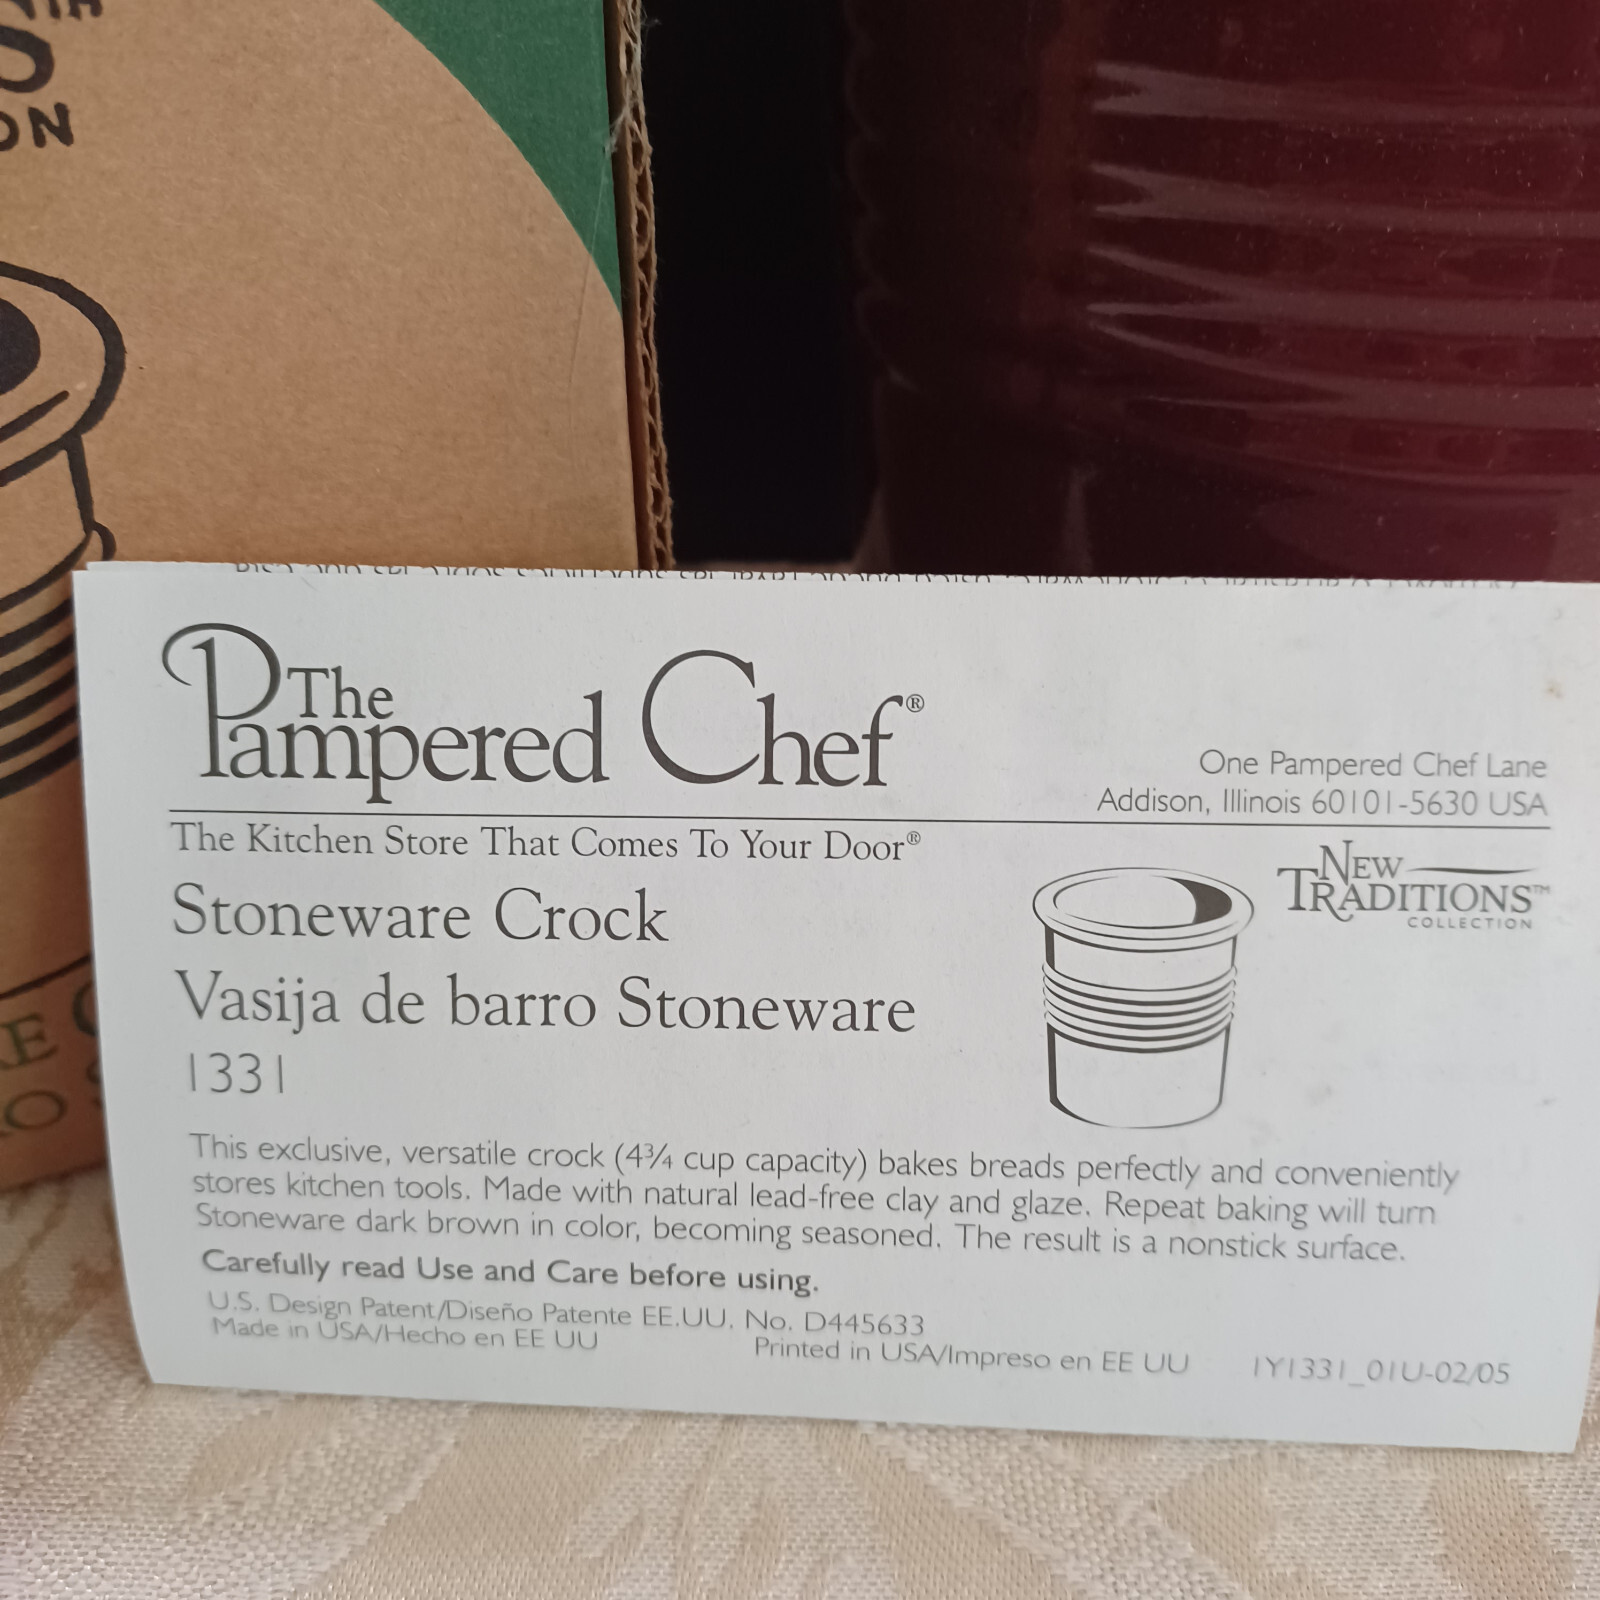 S
ON
The
Pampered Chef®
One Pampered Chef Lane
Addison, Illinois 60101-5630 USA
The Kitchen Store That Comes To Your Door®
NEW
TRADITIONS™
COLLECTION
Stoneware Crock
Vasija de barro Stoneware
1331
This exclusive, versatile crock (4¾ cup capacity) bakes breads perfectly and conveniently
stores kitchen tools. Made with natural lead-free clay and glaze. Repeat baking will turn
Stoneware dark brown in color, becoming seasoned. The result is a nonstick surface.
Carefully read Use and Care before using.
U.S. Design Patent/Diseño Patente EE.UU. No. D445633
Made in USA/Hecho en EE UU
Printed in USA/Impreso en EE UU
1Y1331_01U-02/05